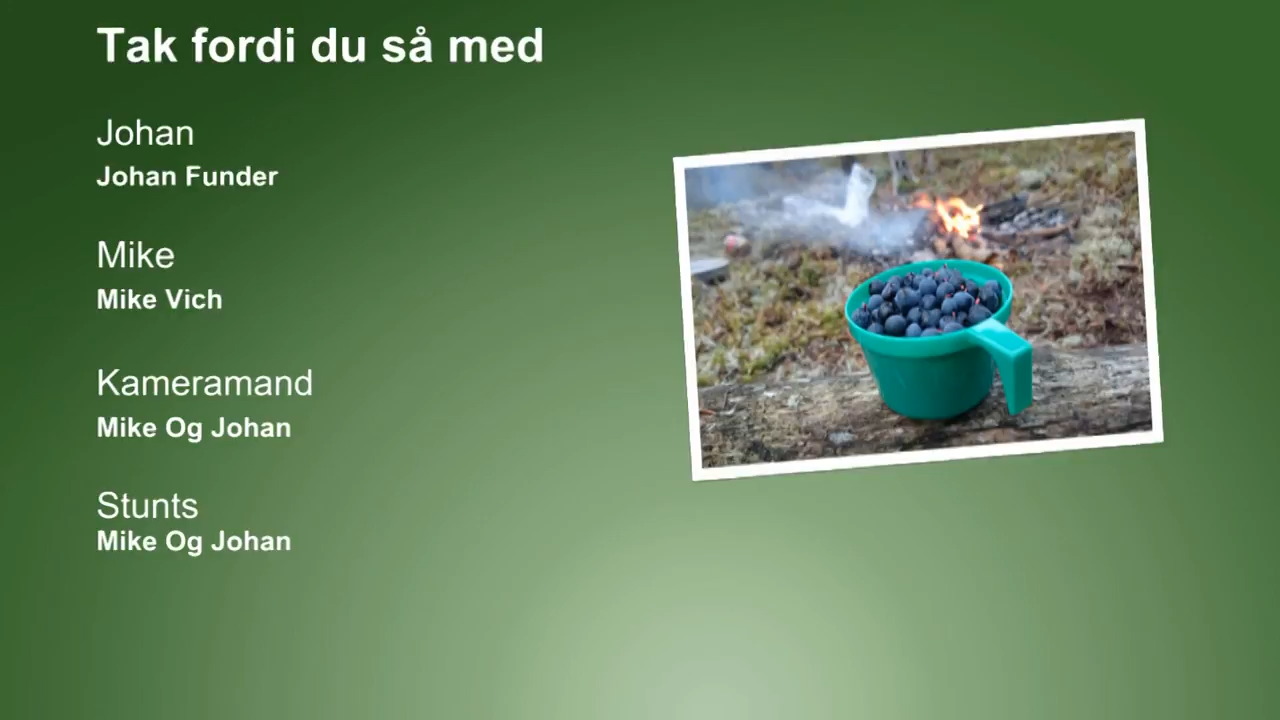 Tak fordi du så med
Johan
Johan Funder
Mike
Mike Vich
Kameramand
Mike Og Johan
Stunts
Mike Og Johan